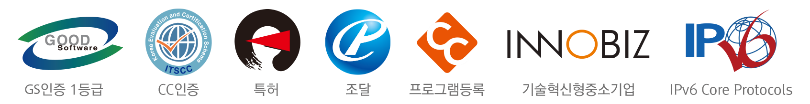 GOOD
Software
Korea Evaluation and Certification Scheme
ITSCC
CP
CC
INNOBIZ
IPv6
GS인증 1등급
CC인증
특허
조달
프로그램등록
기술혁신형중소기업
IPv6 Core Protocols